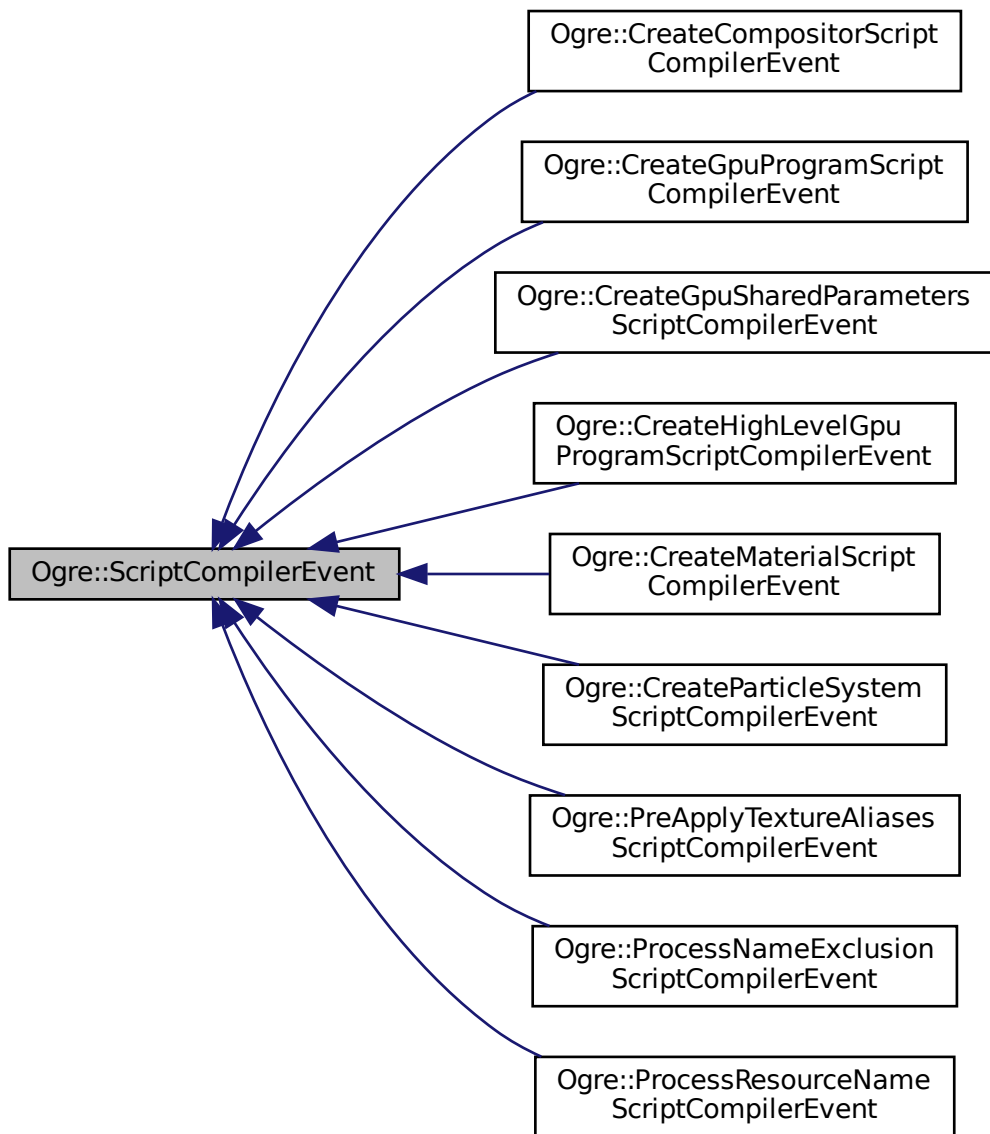 Ogre::CreateCompositorScript
CompilerEvent
Ogre::CreateGpuProgramScript
CompilerEvent
Ogre::CreateGpuSharedParameters
ScriptCompilerEvent
Ogre::CreateHighLevelGpu
ProgramScriptCompilerEvent
Ogre::ScriptCompilerEvent
Ogre::CreateMaterialScript
CompilerEvent
Ogre::CreateParticleSystem
ScriptCompilerEvent
Ogre::PreApplyTextureAliases
ScriptCompilerEvent
Ogre::ProcessNameExclusion
ScriptCompilerEvent
Ogre::ProcessResourceName
ScriptCompilerEvent